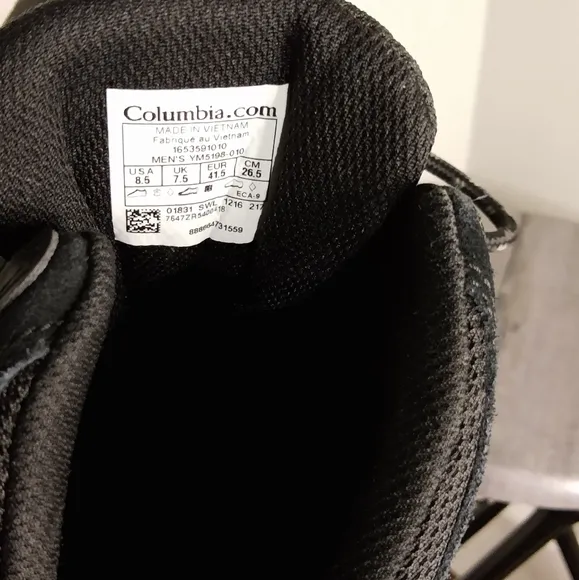 Columbia.com
MADE IN VIETNAM
Fabriqué au Vietnam
1653591010
MEN'S YM5198-010
USA UK EUR CM
8.5 7.5 41.5 26.5
ECA-9
01831 SWL 1216 217